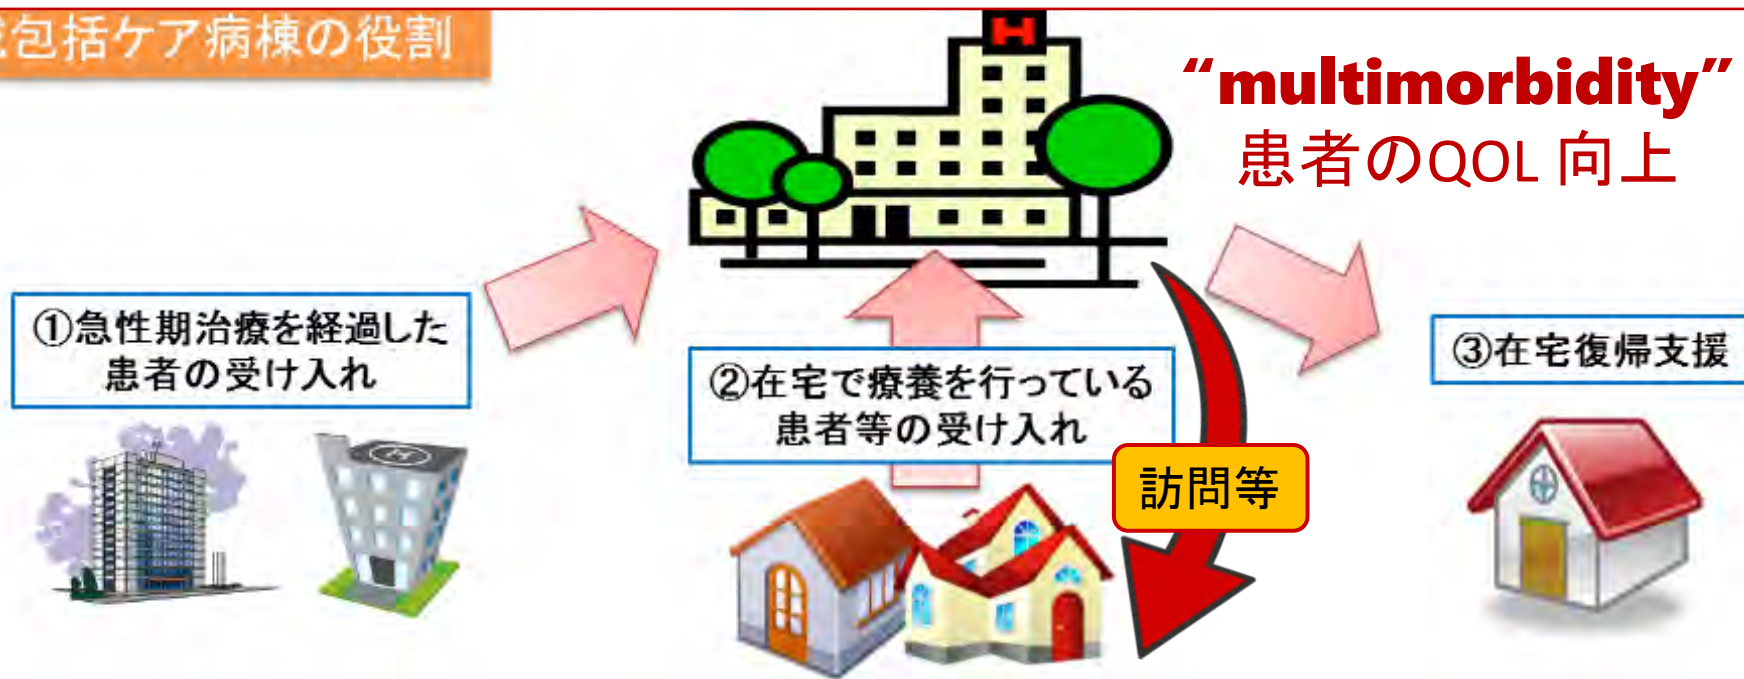 包括ケア病棟の役割
H
“multimorbidity”
患者のQOL 向上
①急性期治療を経過した
患者の受け入れ
②在宅で療養を行っている
患者等の受け入れ
③在宅復帰支援
訪問等
H